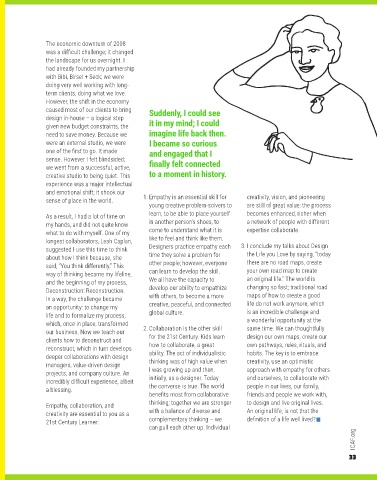 The economic downturn of 2008
was a difficult challenge; it changed
the landscape for us overnight. I
had already founded my partnership
with Bibi, Birsel + Seck; we were
doing very well working with long-
term clients, doing what we love.
However, the shift in the economy
caused most of our clients to bring
design in-house – a logical step
given new budget constraints, the
need to save money. Because we
were an external studio, we were
one of the first to go. It made
sense. However I felt blindsided;
we went from a successful, active,
creative studio to being quiet. This
experience was a major intellectual
and emotional shift; it shook our
sense of place in the world.
As a result, I had a lot of time on
my hands, and did not quite know
what to do with myself. One of my
longest collaborators, Leah Caplan,
suggested I use this time to think
about how I think because, she
said, "You think differently." This
way of thinking became my lifeline,
and the beginning of my process,
Deconstruction: Reconstruction.
In a way, the challenge became
an opportunity: to change my
life and to formalize my process,
which, once in place, transformed
our business. Now we teach our
clients how to deconstruct and
reconstruct, which in turn develops
deeper collaborations with design
managers, value-driven design
projects, and company culture. An
incredibly difficult experience, albeit
a blessing.
Empathy, collaboration, and
creativity are essential to you as a
21st Century Learner:
Suddenly, I could see
it in my mind; I could
imagine life back then.
I became so curious
and engaged that I
finally felt connected
to a moment in history.
1. Empathy is an essential skill for
young creative problem-solvers to
learn, to be able to place yourself
in another person's shoes, to
come to understand what it is
like to feel and think like them.
Designers practice empathy each
time they solve a problem for
other people; however, everyone
can learn to develop the skill.
We all have the capacity to
develop our ability to empathize
with others, to become a more
creative, peaceful, and connected
global culture.
2. Collaboration is the other skill
for the 21st Century. Kids learn
how to collaborate, a great
ability. The act of individualistic
thinking was of high value when
I was growing up and then,
initially, as a designer. Today
the converse is true. The world
benefits most from collaborative
thinking; together we are stronger
with a balance of diverse and
complementary thinking – we
can pull each other up. Individual
creativity, vision, and pioneering
are still of great value; the process
becomes enhanced, richer when
a network of people with different
expertise collaborate.
3. I conclude my talks about Design
the Life you Love by saying, "today
there are no road maps, create
your own road map to create
an original life." The world is
changing so fast; traditional road
maps of how to create a good
life do not work anymore, which
is an incredible challenge and
a wonderful opportunity at the
same time. We can thoughtfully
design our own maps, create our
own pathways, rules, rituals, and
habits. The key is to embrace
creativity, use an optimistic
approach with empathy for others
and ourselves, to collaborate with
people in our lives, our family,
friends and people we work with,
to design and live original lives.
An original life, is not that the
definition of a life well lived?
ICAF.org
33